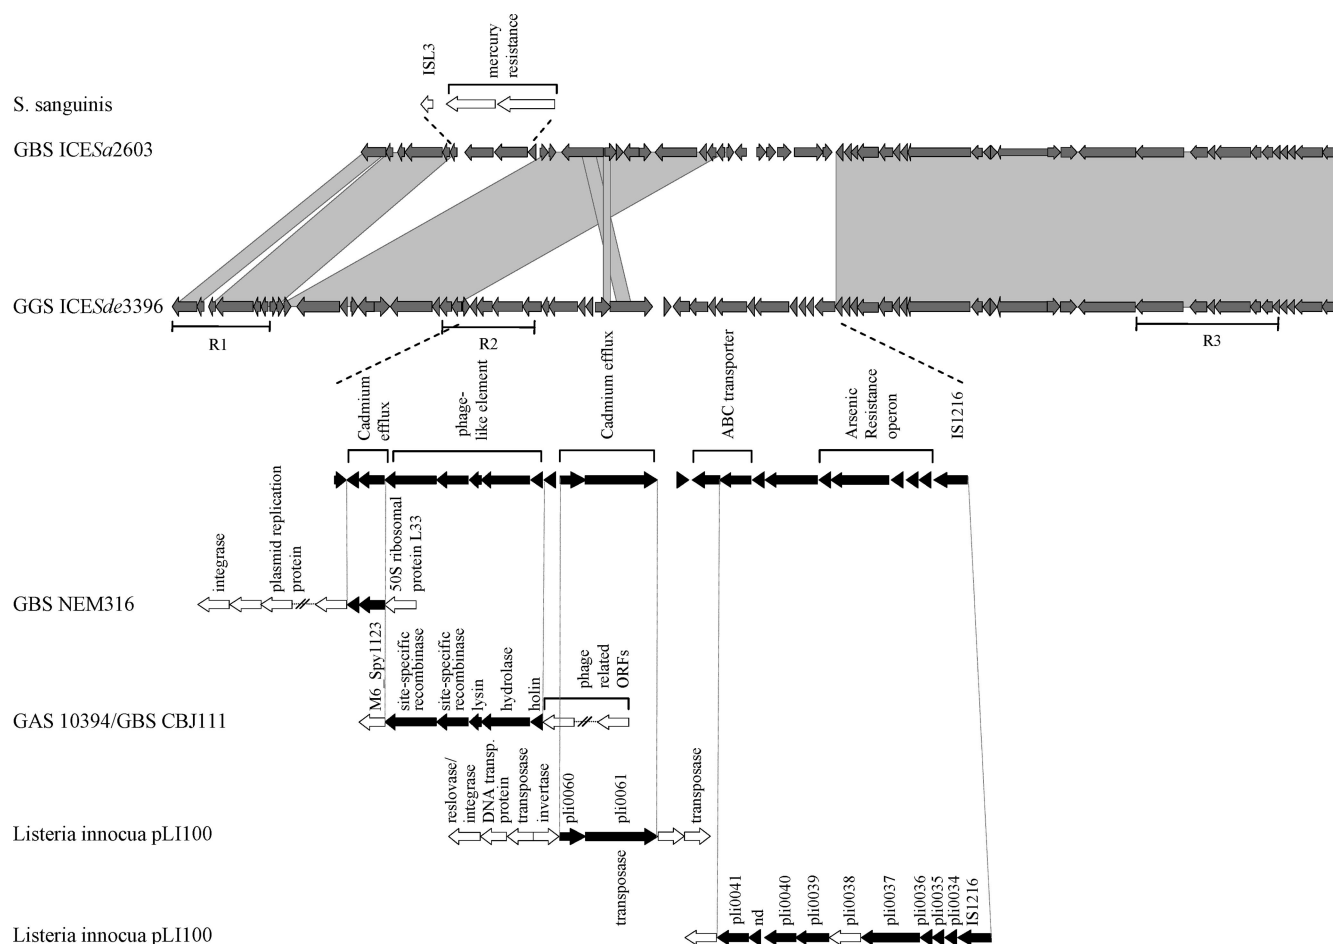 ISL3
mercury
resistance
S. sanguinis
GBS ICESa2603
GGS ICESde3396
R1
R2
R3
Cadmium
efflux
phage-
like element
Cadmium efflux
ABC transporter
Arsenic
Resistance
operon
IS1216
integrase
plasmid replication
protein
50S ribosomal
protein L33
GBS NEM316
M6_Spy1123
site-specific
recombinase
site-specific
recombinase
lysin
hydrolase
holin
phage
related
ORFs
GAS 10394/GBS CBJ111
reslovase/
integrase
DNA transp.
protein
transposase
invertase
pli0060
pli0061
transposase
Listeria innocua pLI100
transposase
pli0041
nd
pli0040
pli0039
pli0038
pli0037
pli0036
pli0035
pli0034
IS1216
Listeria innocua pLI100